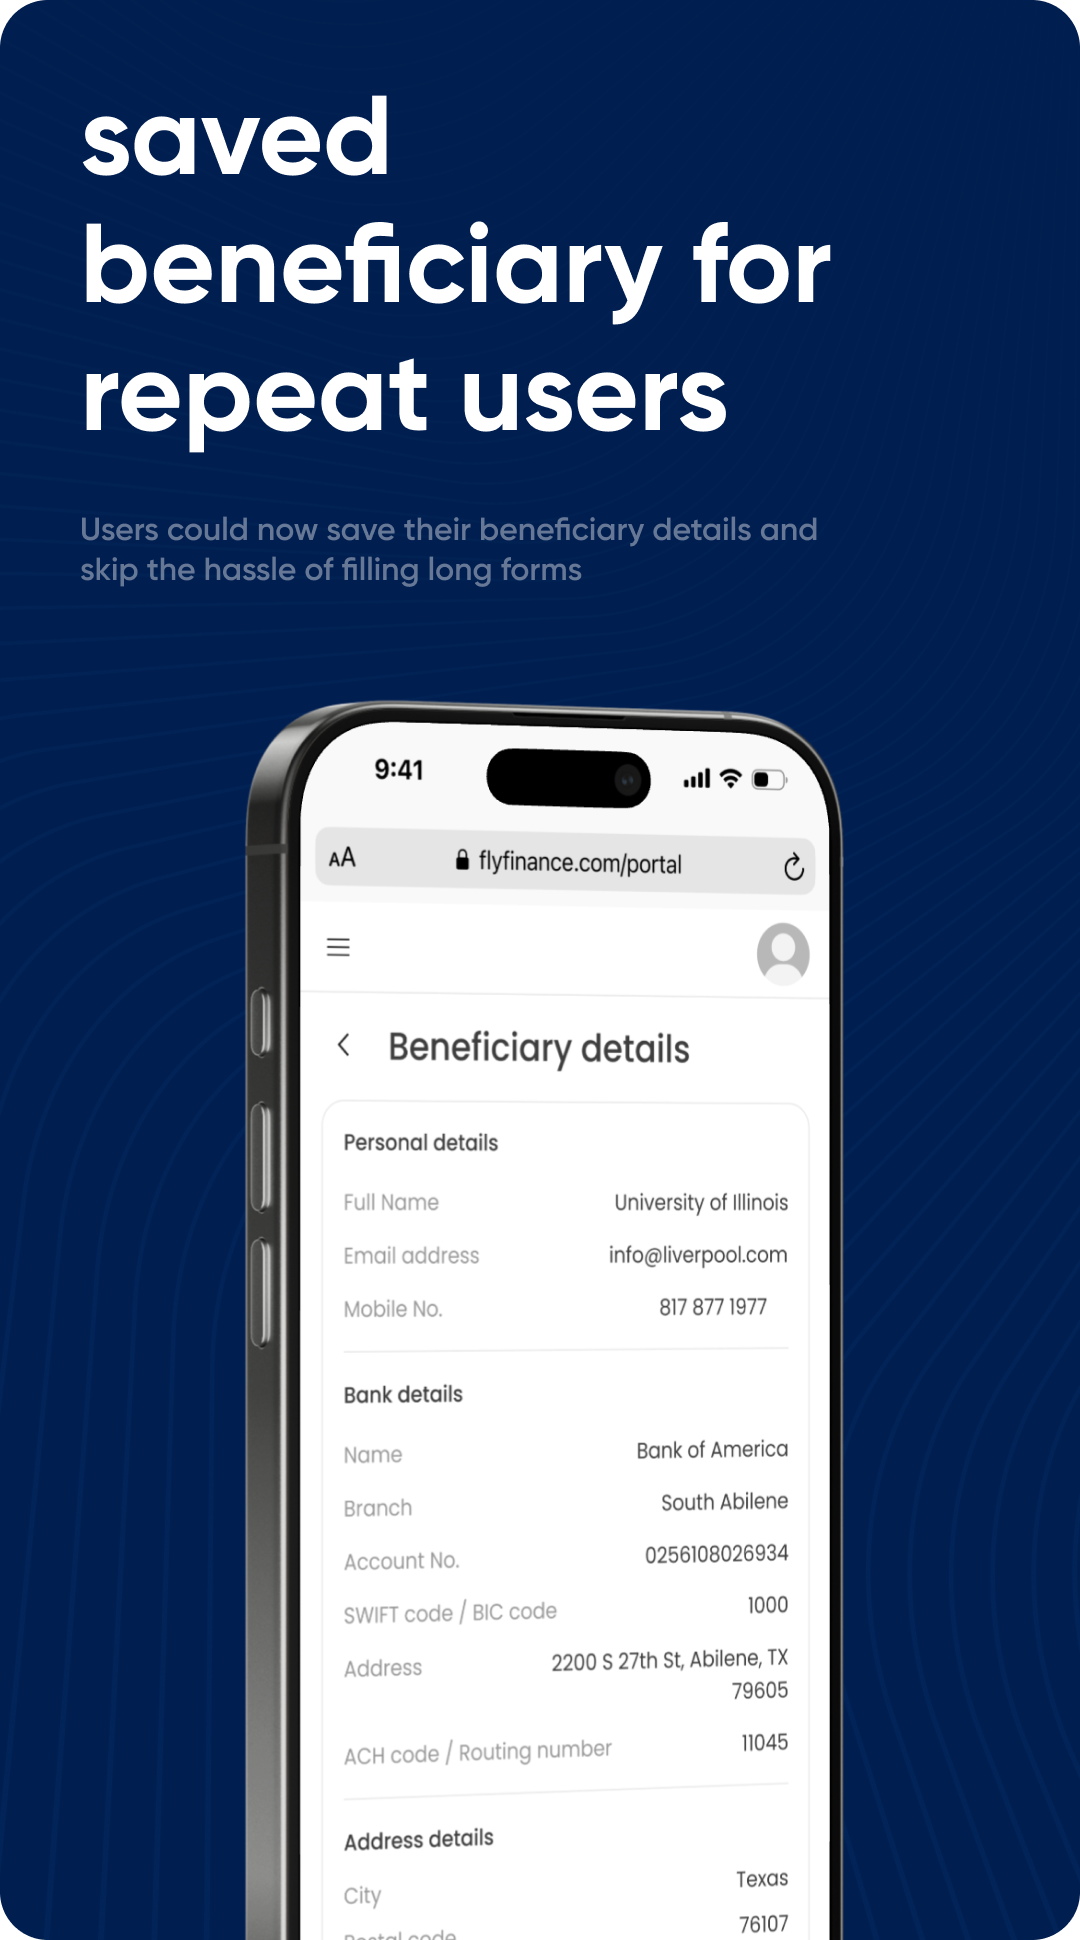 saved
beneficiary for
repeat users
Users could now save their beneficiary details and
skip the hassle of filling long forms
9:41
AA flyfinance.com/portal
Beneficiary details
Personal details
Full Name University of Illinois
Email address info@liverpool.com
Mobile No. 817 877 1977
Bank details
Name Bank of America
Branch South Abilene
Account No. 0256108026934
SWIFT code / BIC code 1000
Address 2200 S 27th St, Abilene, TX
79605
ACH code / Routing number 11045
Address details
City Texas
Postal code 76107